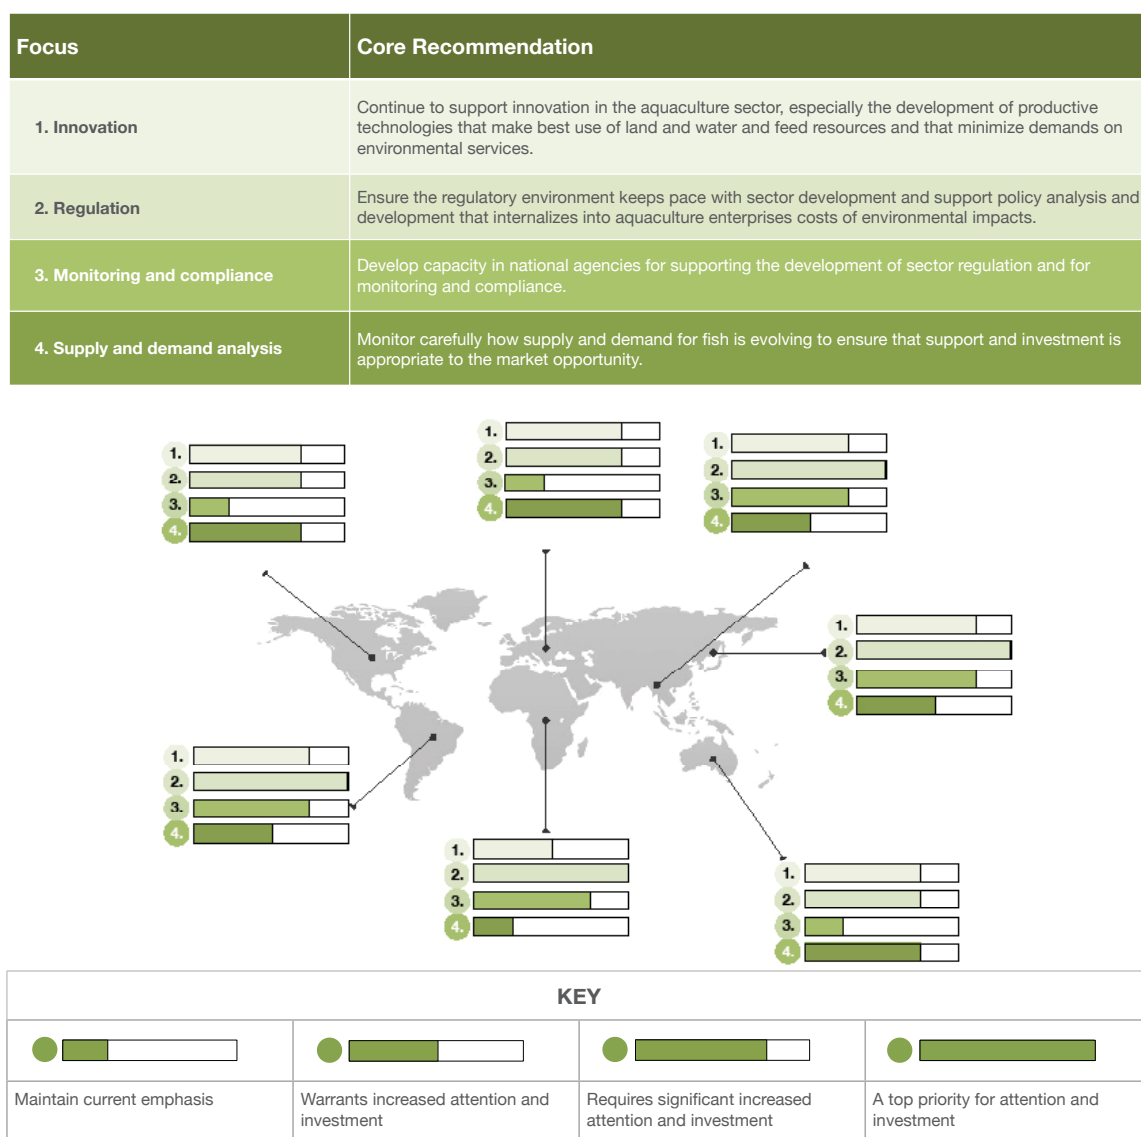 Focus
Core Recommendation
1. Innovation
Continue to support innovation in the aquaculture sector, especially the development of productive
technologies that make best use of land and water and feed resources and that minimize demands on
environmental services.
2. Regulation
Ensure the regulatory environment keeps pace with sector development and support policy analysis and
development that internalizes into aquaculture enterprises costs of environmental impacts.
3. Monitoring and compliance
Develop capacity in national agencies for supporting the development of sector regulation and for
monitoring and compliance.
4. Supply and demand analysis
Monitor carefully how supply and demand for fish is evolving to ensure that support and investment is
appropriate to the market opportunity.
1.
2.
3.
4.
1.
2.
3.
4.
1.
2.
3.
4.
1.
2.
3.
4.
1.
2.
3.
4.
1.
2.
3.
4.
1.
2.
3.
4.
KEY
Maintain current emphasis
Warrants increased attention and
investment
Requires significant increased
attention and investment
A top priority for attention and
investment